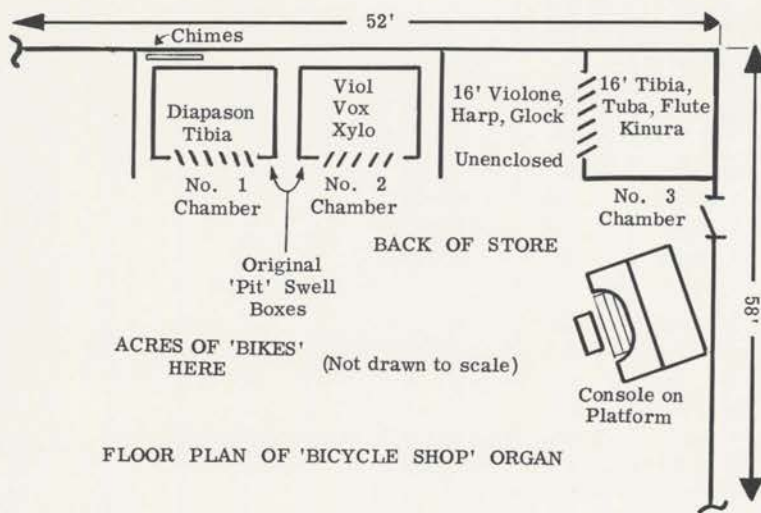 52'
Chimes
Diapason
Tibia
Viol
Vox
Xylo
16' Violone,
Harp, Glock
Unenclosed
16' Tibia,
Tuba, Flute
Kinura
No. 1
Chamber
No. 2
Chamber
No. 3
Chamber
BACK OF STORE
Original
'Pit' Swell
Boxes
58'
ACRES OF 'BIKES'
HERE
(Not drawn to scale)
Console on
Platform
FLOOR PLAN OF 'BICYCLE SHOP' ORGAN